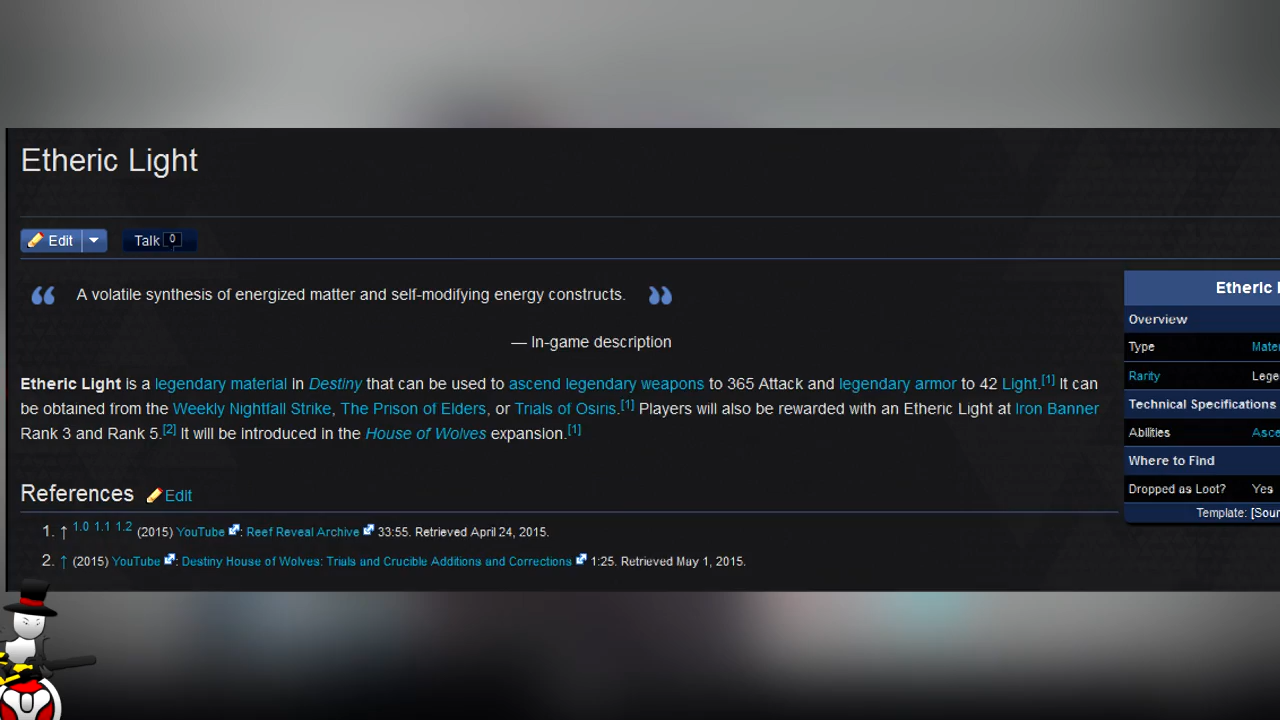 Etheric Light
Edit
Talk 0
A volatile synthesis of energized matter and self-modifying energy constructs.
— In-game description
Etheric Light is a legendary material in Destiny that can be used to ascend legendary weapons to 365 Attack and legendary armor to 42 Light.[1] It can
be obtained from the Weekly Nightfall Strike, The Prison of Elders, or Trials of Osiris.[1] Players will also be rewarded with an Etheric Light at Iron Banner
Rank 3 and Rank 5.[2] It will be introduced in the House of Wolves expansion.[1]
References Edit
1. ↑ 1.0 1.1 1.2 (2015) YouTube: Reef Reveal Archive 33:55. Retrieved April 24, 2015.
2. ↑ (2015) YouTube: Destiny House of Wolves: Trials and Crucible Additions and Corrections 1:25. Retrieved May 1, 2015.
Etheric
Overview
Type Mate
Rarity Lege
Technical Specifications
Abilities Asce
Where to Find
Dropped as Loot? Yes
Template: [Sour